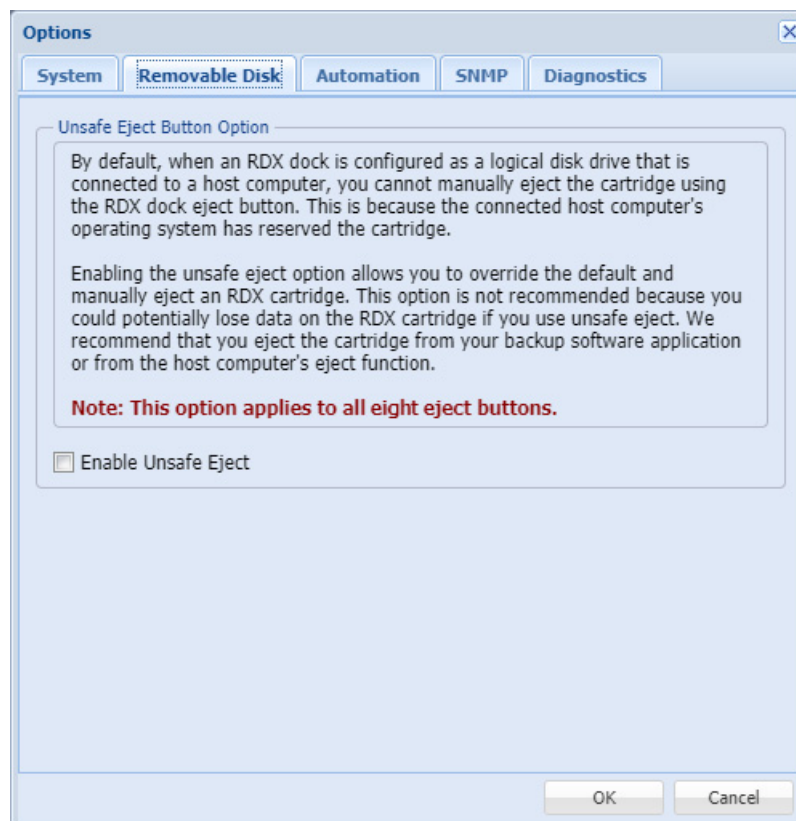 Options
System Removable Disk Automation SNMP Diagnostics
Unsafe Eject Button Option
By default, when an RDX dock is configured as a logical disk drive that is
connected to a host computer, you cannot manually eject the cartridge using
the RDX dock eject button. This is because the connected host computer's
operating system has reserved the cartridge.
Enabling the unsafe eject option allows you to override the default and
manually eject an RDX cartridge. This option is not recommended because you
could potentially lose data on the RDX cartridge if you use unsafe eject. We
recommend that you eject the cartridge from your backup software application
or from the host computer's eject function.
Note: This option applies to all eight eject buttons.
Enable Unsafe Eject
OK Cancel